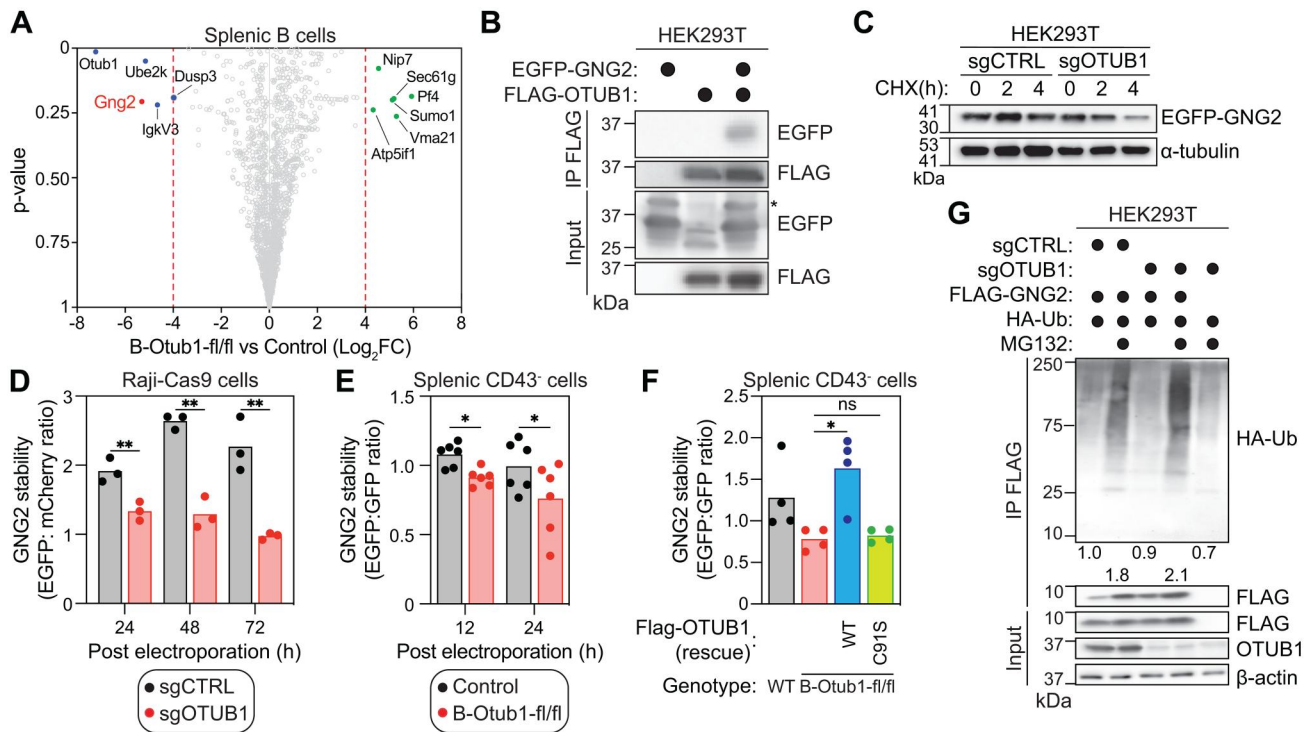 A
Splenic B cells
p-value
0
0.25
0.50
0.75
1
Otub1
Ube2k
Dusp3
Gng2
IgkV3
Nip7
Sec61g
Pf4
Sumo1
Vma21
Atp5if1
-8 -6 -4 -2 0 2 4 6 8
B-Otub1-fl/fl vs Control (Log2FC)
B
HEK293T
EGFP-GNG2
FLAG-OTUB1
IP FLAG
37
EGFP
37
FLAG
Input
37
25
*
EGFP
37
FLAG
kDa
C
HEK293T
sgCTRL sgOTUB1
CHX(h): 0 2 4 0 2 4
41
30
EGFP-GNG2
53
41
α-tubulin
kDa
D
Raji-Cas9 cells
GNG2 stability
(EGFP: mCherry ratio)
3
2
1
0
** ** **
24 48 72
Post electroporation (h)
sgCTRL
sgOTUB1
E
Splenic CD43- cells
GNG2 stability
(EGFP:GFP ratio)
1.5
1.0
0.5
0
* *
12 24
Post electroporation (h)
Control
B-Otub1-fl/fl
F
Splenic CD43- cells
GNG2 stability
(EGFP:GFP ratio)
2.5
2.0
1.5
1.0
0.5
0
ns
*
Flag-OTUB1
(rescue) :
WT
C91S
Genotype: WT B-Otub1-fl/fl
G
HEK293T
sgCTRL:
sgOTUB1:
FLAG-GNG2:
HA-Ub:
MG132:
IP FLAG
250
75
25
10
HA-Ub
1.0 0.9 0.7
1.8 2.1
10
FLAG
Input
10
FLAG
37
OTUB1
37
β-actin
kDa